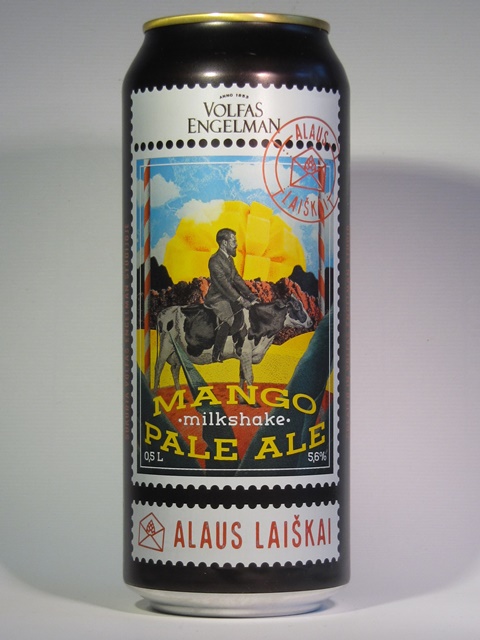 ANNO 1853
VOLFAS
ENGELMAN
ALAUS
LAIŠKAI
MANGO
·milkshake·
PALE ALE
0,5 L
5,6%
ALAUS LAIŠKAI